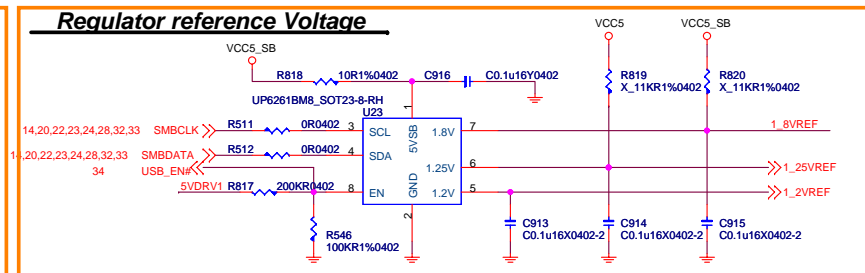 Regulator reference Voltage
VCC5_SB
VCC5
VCC5_SB
R818
10R1%0402
C916
C0.1u16Y0402
R819
X_11KR1%0402
R820
X_11KR1%0402
UP6261BM8_SOT23-8-RH
U23
14,20,22,23,24,28,32,33 SMBCLK
R511
0R0402
3
SCL
1
5VSB
1.8V
7
1_8VREF
14,20,22,23,24,28,32,33 SMBDATA
R512
0R0402
4
SDA
1.25V
6
1_25VREF
34 USB_EN#
5VDRV1
R817
200KR0402
8
EN
GND
2
1.2V
5
1_2VREF
R546
100KR1%0402
C913
C0.1u16X0402-2
C914
C0.1u16X0402-2
C915
C0.1u16X0402-2